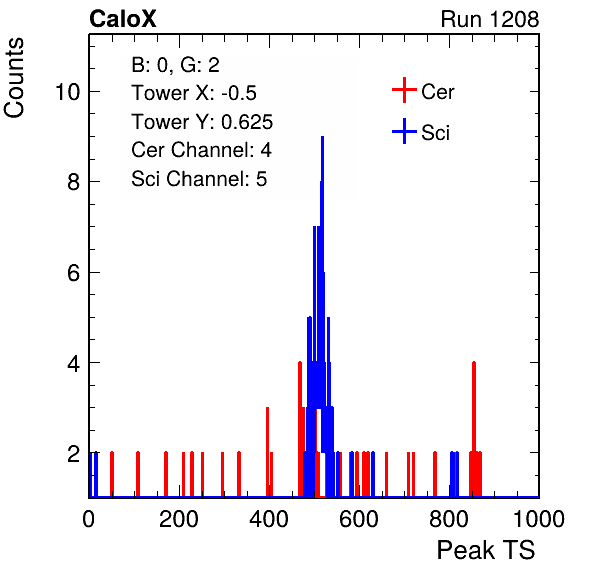 CaloX Run 1208
Counts
B: 0, G: 2
Tower X: -0.5
Tower Y: 0.625
Cer Channel: 4
Sci Channel: 5
Cer
Sci
10
8
6
4
2
0 200 400 600 800 1000
Peak TS